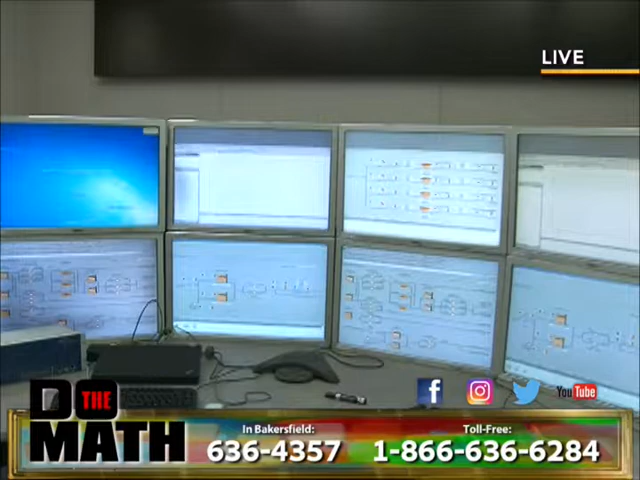 LIVE
DO THE MATH
In Bakersfield:
636-4357
Toll-Free:
1-866-636-6284
YouTube